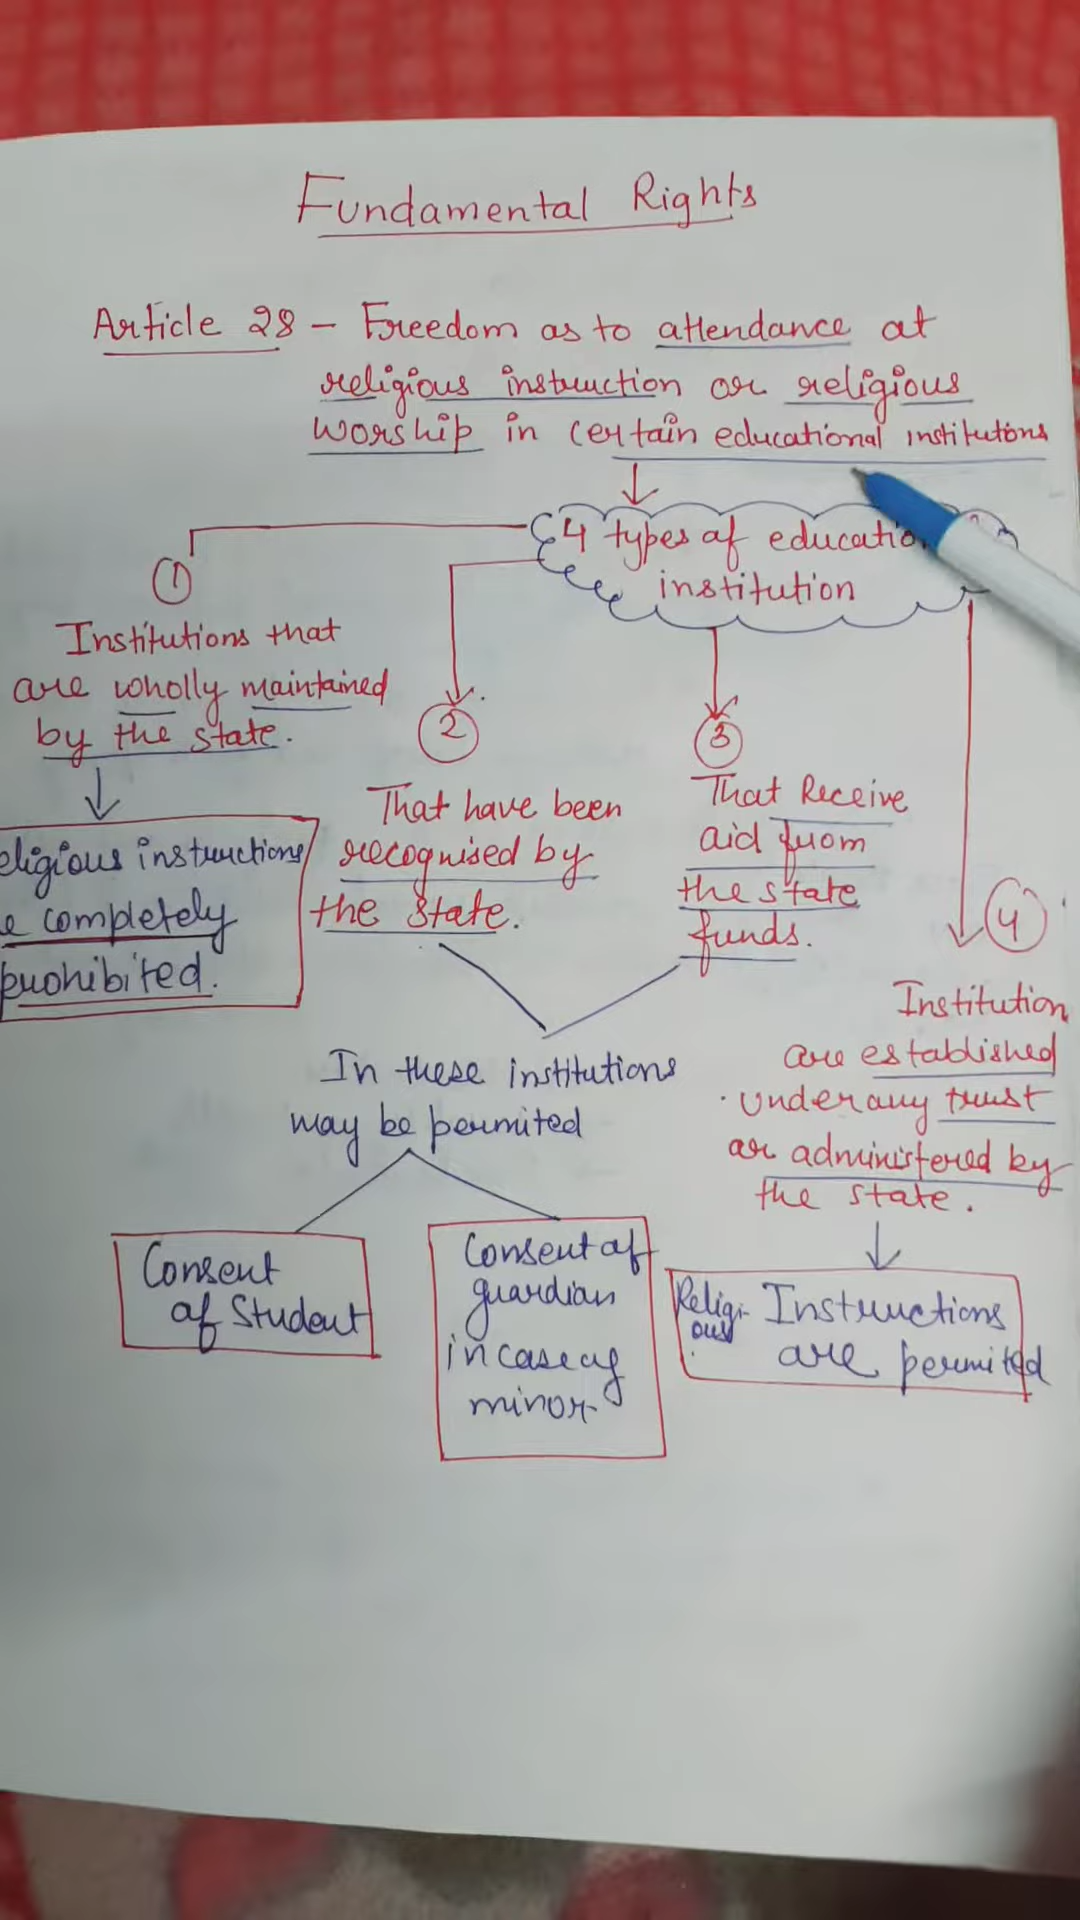 Fundamental Rights
Article 28 - Freedom as to attendance at
religious instruction or religious
worship in certain educational institutions
4 types of educatio
institution
1
Institutions that
are wholly maintained
by the state.
eligious instructions
e completely
prohibited.
2
That have been
recognised by
the state.
3
That Receive
aid from
the state
funds.
In these institutions
may be permited
Consent
of Student
Consent of
guardian
in case of
minor
4
Institution
are established
under any trust
or administered by
the state.
Religious Instructions
are permited